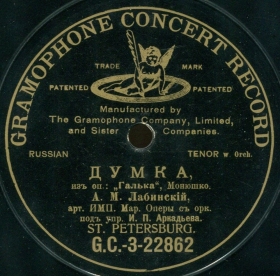 GRAMOPHONE CONCERT RECORD
TRADE MARK
PATENTED PATENTED
PATENTED PATENTED
Manufactured by
The Gramophone Company, Limited,
and Sister Companies.
RUSSIAN TENOR w. Orch.
ДУМКА,
изъ оп.: „Галька“, Монюшко.
А. М. Лабинскій,
арт. ИМП. Мар. Оперы съ орк.
подъ упр. И. П. Аркадьева.
ST. PETERSBURG.
G.C.-3-22862